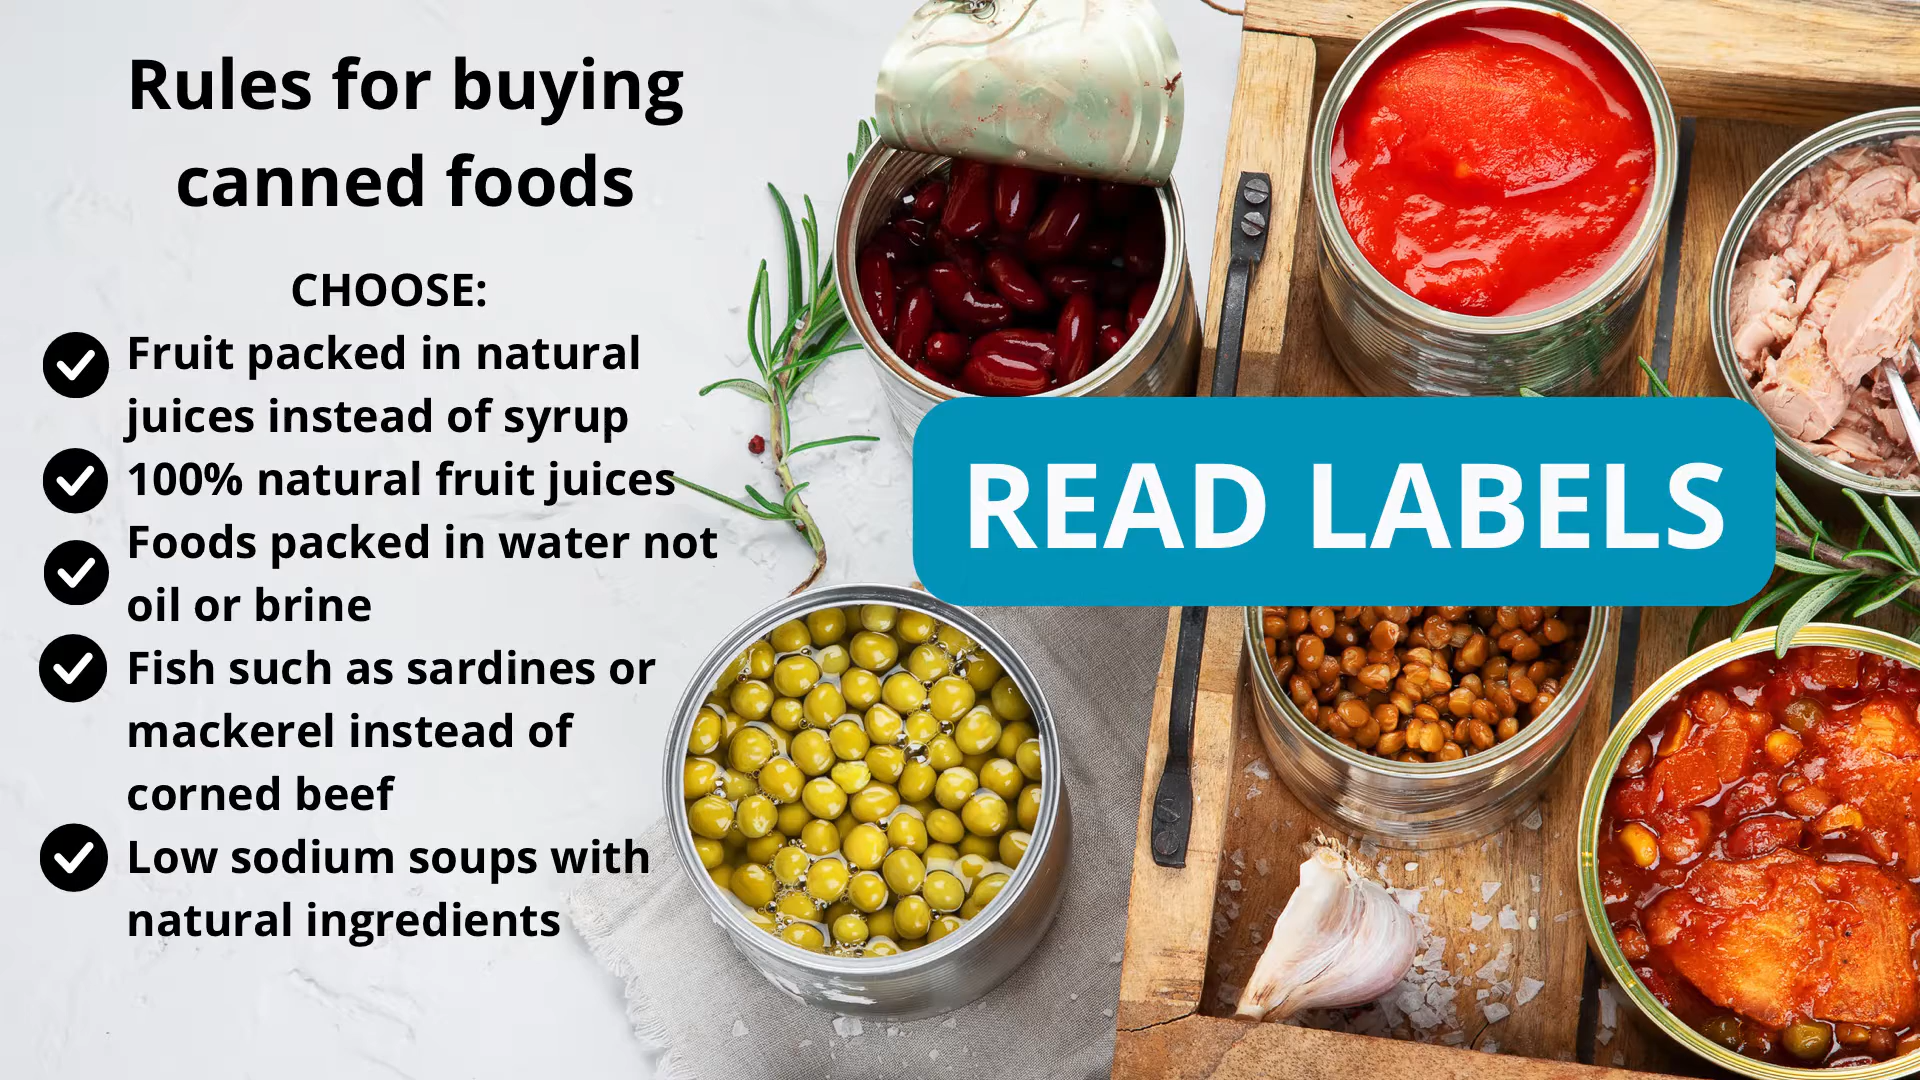 Rules for buying
canned foods
CHOOSE:
Fruit packed in natural
juices instead of syrup
100% natural fruit juices
Foods packed in water not
oil or brine
Fish such as sardines or
mackerel instead of
corned beef
Low sodium soups with
natural ingredients
READ LABELS